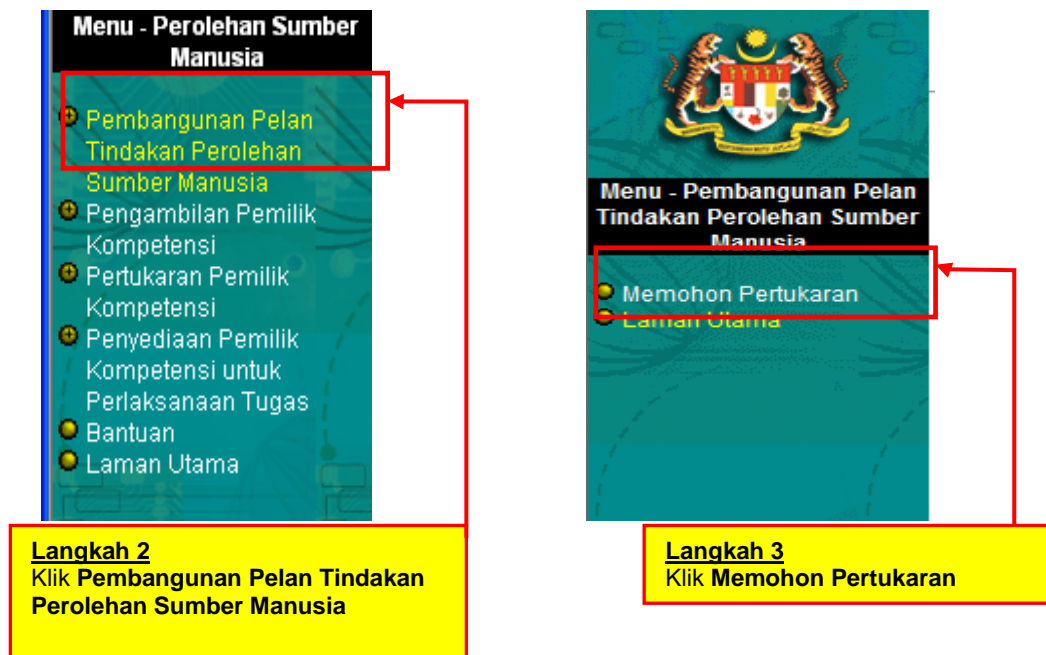 Menu - Perolehan Sumber
Manusia
Pembangunan Pelan
Tindakan Perolehan
Sumber Manusia
Pengambilan Pemilik
Kompetensi
Pertukaran Pemilik
Kompetensi
Penyediaan Pemilik
Kompetensi untuk
Perlaksanaan Tugas
Bantuan
Laman Utama
Langkah 2
Klik Pembangunan Pelan Tindakan
Perolehan Sumber Manusia
Menu - Pembangunan Pelan
Tindakan Perolehan Sumber
Manusia
Memohon Pertukaran
Laman Utama
Langkah 3
Klik Memohon Pertukaran